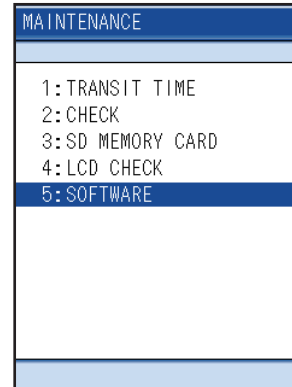 MAINTENANCE
1:TRANSIT TIME
2:CHECK
3:SD MEMORY CARD
4:LCD CHECK
5:SOFTWARE